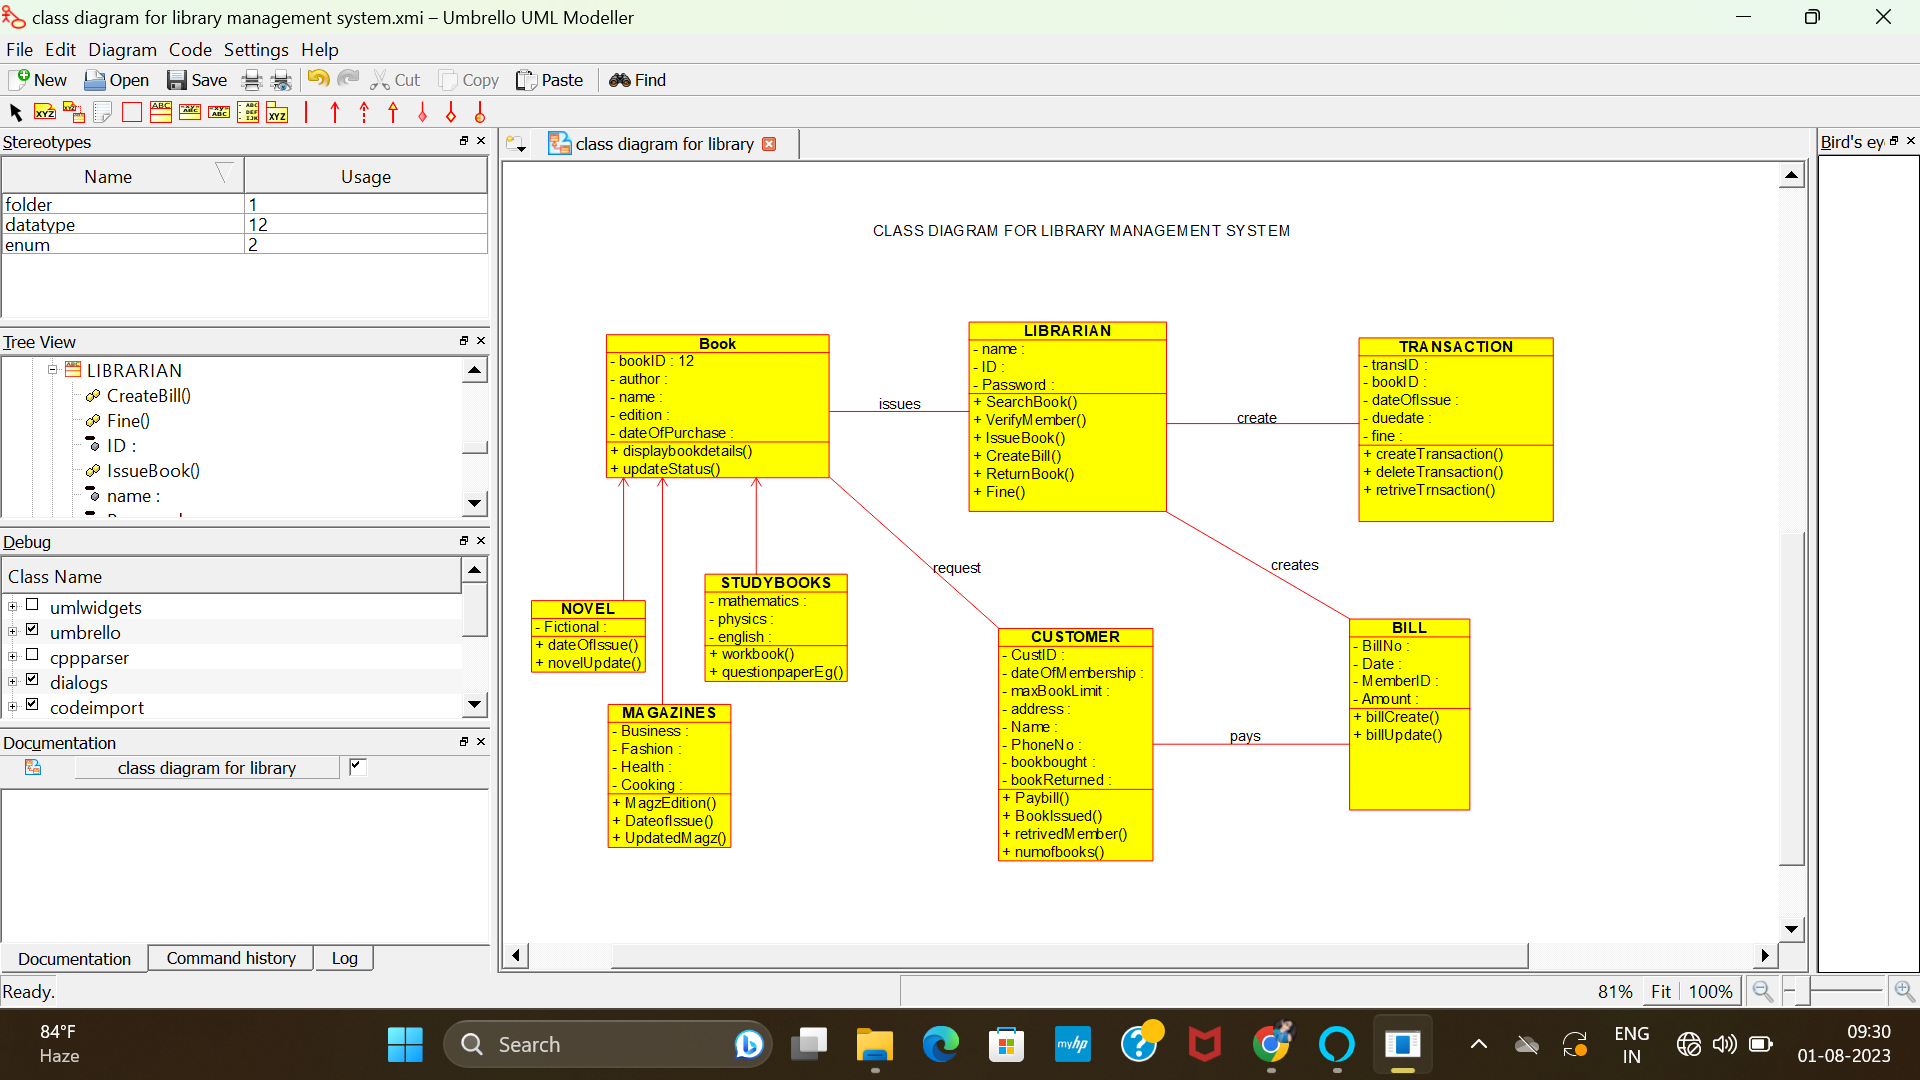 class diagram for library management system.xmi – Umbrello UML Modeller
File Edit Diagram Code Settings Help
New Open Save Cut Copy Paste Find
Stereotypes
Name Usage
folder 1
datatype 12
enum 2
Tree View
LIBRARIAN
CreateBill()
Fine()
ID :
IssueBook()
name :
Debug
Class Name
umlwidgets
umbrello
cppparser
dialogs
codeimport
Documentation
class diagram for library
Documentation Command history Log
Ready.
class diagram for library
Bird's ey
CLASS DIAGRAM FOR LIBRARY MANAGEMENT SYSTEM
Book
- bookID : 12
- author :
- name :
- edition :
- dateOfPurchase :
+ displaybookdetails()
+ updateStatus()
issues
LIBRARIAN
- name :
- ID :
- Password :
+ SearchBook()
+ VerifyMember()
+ IssueBook()
+ CreateBill()
+ ReturnBook()
+ Fine()
create
TRANSACTION
- transID :
- bookID :
- dateOfIssue :
- duedate :
- fine :
+ createTransaction()
+ deleteTransaction()
+ retriveTrnsaction()
request
creates
NOVEL
- Fictional :
+ dateOfIssue()
+ novelUpdate()
STUDYBOOKS
- mathematics :
- physics :
- english :
+ workbook()
+ questionpaperEg()
MAGAZINES
- Business :
- Fashion :
- Health :
- Cooking :
+ MagzEdition()
+ DateofIssue()
+ UpdatedMagz()
CUSTOMER
- CustID :
- dateOfMembership :
- maxBookLimit :
- address :
- Name :
- PhoneNo :
- bookbought :
- bookReturned :
+ Paybill()
+ BookIssued()
+ retrivedMember()
+ numofbooks()
pays
BILL
- BillNo :
- Date :
- MemberID :
- Amount :
+ billCreate()
+ billUpdate()
81% Fit 100%
84°F
Haze
Search
myhp
ENG
IN
09:30
01-08-2023